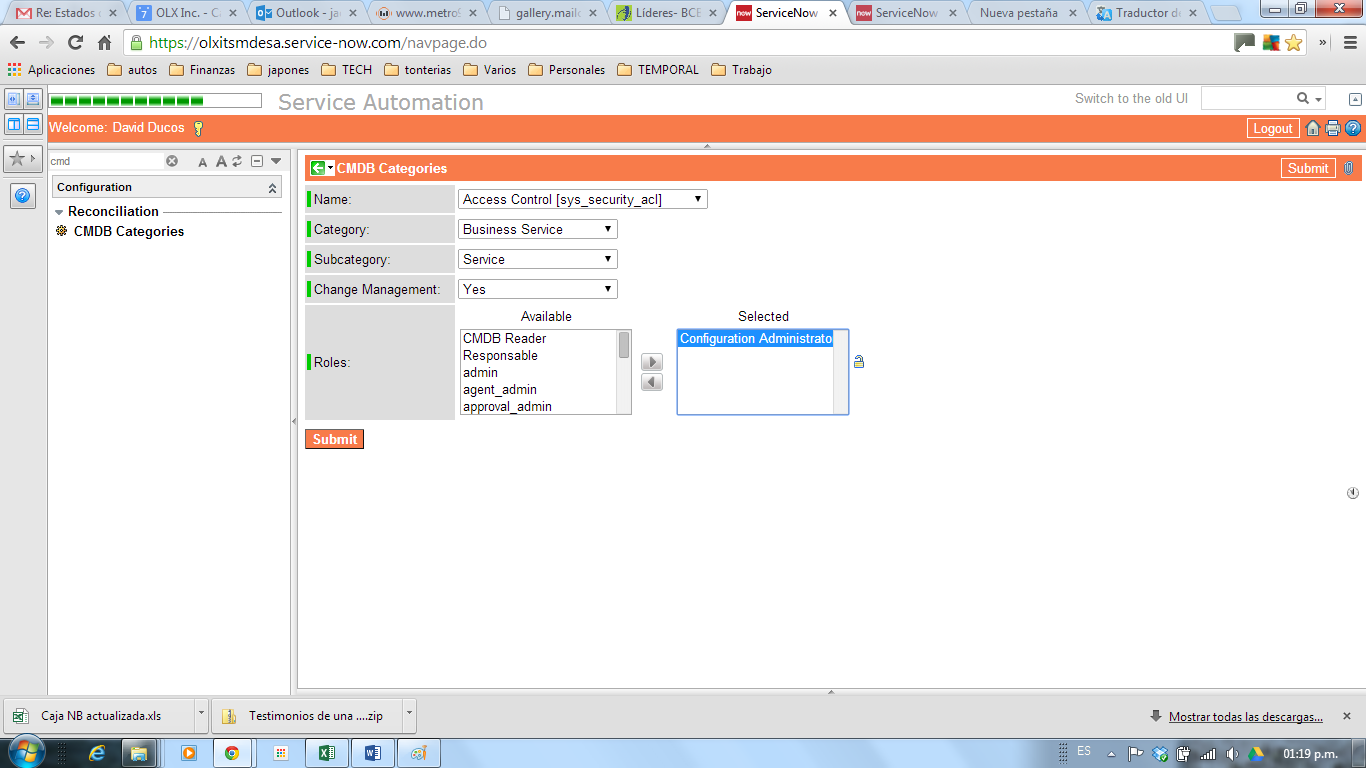 Re: Estados
OLX Inc. - Ca
Outlook - ja
www.metros
gallery.mailc
Líderes- BCE
ServiceNow
ServiceNow
Nueva pestaña
Traductor de
https://olxitsmdesa.service-now.com/navpage.do
Aplicaciones autos Finanzas japones TECH tonterias Varios Personales TEMPORAL Trabajo
Service Automation
Switch to the old UI
Welcome: David Ducos
Logout
cmd
A A
Configuration
Reconciliation
CMDB Categories
CMDB Categories
Submit
Name: Access Control [sys_security_acl]
Category: Business Service
Subcategory: Service
Change Management: Yes
Roles:
Available
CMDB Reader
Responsable
admin
agent_admin
approval_admin
Selected
Configuration Administrato
Submit
Caja NB actualizada.xls
Testimonios de una ....zip
Mostrar todas las descargas...
ES
01:19 p.m.